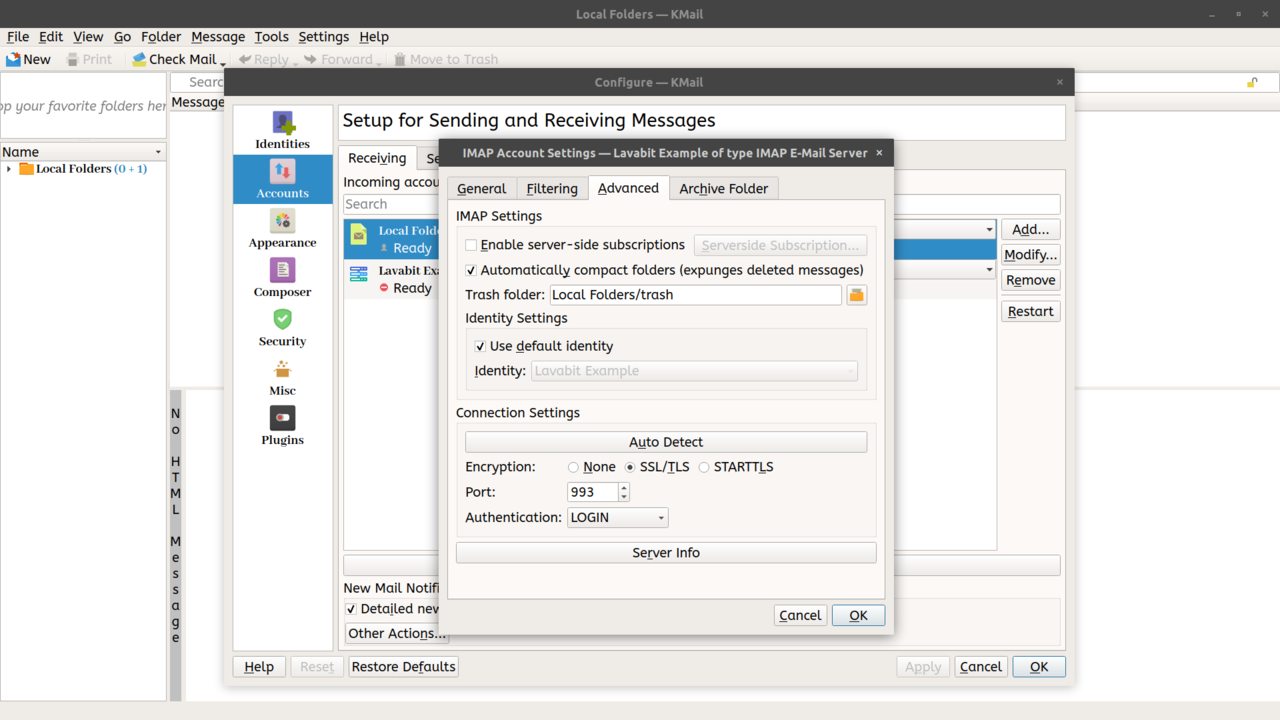 Local Folders — KMail
File Edit View Go Folder Message Tools Settings Help
New Print Check Mail Reply Forward Move to Trash
op your favorite folders her
Name
Local Folders (0 + 1)
Searc
Message
No HTML Message
Configure — KMail
Identities
Accounts
Appearance
Composer
Security
Misc
Plugins
Setup for Sending and Receiving Messages
Receiving Se
Incoming accou
Search
Local Folde
Ready
Lavabit Exa
Ready
Add...
Modify...
Remove
Restart
New Mail Notifi
Detailed new
Other Actions...
Help Reset Restore Defaults Apply Cancel OK
IMAP Account Settings — Lavabit Example of type IMAP E-Mail Server
General Filtering Advanced Archive Folder
IMAP Settings
Enable server-side subscriptions Serverside Subscription...
Automatically compact folders (expunges deleted messages)
Trash folder: Local Folders/trash
Identity Settings
Use default identity
Identity: Lavabit Example
Connection Settings
Auto Detect
Encryption: None SSL/TLS STARTTLS
Port: 993
Authentication: LOGIN
Server Info
Cancel OK